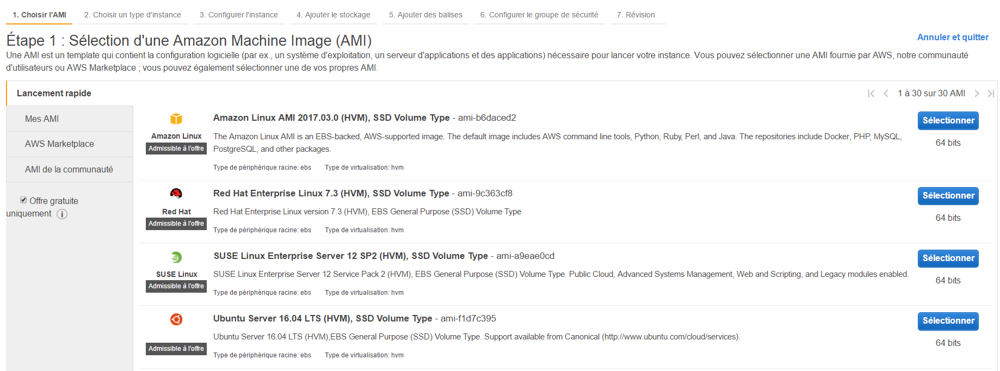 1. Choisir l'AMI 2. Choisir un type d'instance 3. Configurer l'instance 4. Ajouter le stockage 5. Ajouter des balises 6. Configurer le groupe de sécurité 7. Révision
Étape 1 : Sélection d'une Amazon Machine Image (AMI)
Annuler et quitter
Une AMI est un template qui contient la configuration logicielle (par ex., un système d'exploitation, un serveur d'applications et des applications) nécessaire pour lancer votre instance. Vous pouvez sélectionner une AMI fournie par AWS, notre communauté
d'utilisateurs ou AWS Marketplace ; vous pouvez également sélectionner une de vos propres AMI.
Lancement rapide
1 à 30 sur 30 AMI
Mes AMI
AWS Marketplace
AMI de la communauté
Offre gratuite
uniquement
Amazon Linux
Admissible à l'offre
Amazon Linux AMI 2017.03.0 (HVM), SSD Volume Type - ami-b6daced2
The Amazon Linux AMI is an EBS-backed, AWS-supported image. The default image includes AWS command line tools, Python, Ruby, Perl, and Java. The repositories include Docker, PHP, MySQL,
PostgreSQL, and other packages.
Type de périphérique racine: ebs Type de virtualisation: hvm
Sélectionner
64 bits
Red Hat
Admissible à l'offre
Red Hat Enterprise Linux 7.3 (HVM), SSD Volume Type - ami-9c363cf8
Red Hat Enterprise Linux version 7.3 (HVM), EBS General Purpose (SSD) Volume Type
Type de périphérique racine: ebs Type de virtualisation: hvm
Sélectionner
64 bits
SUSE Linux
Admissible à l'offre
SUSE Linux Enterprise Server 12 SP2 (HVM), SSD Volume Type - ami-a9eae0cd
SUSE Linux Enterprise Server 12 Service Pack 2 (HVM), EBS General Purpose (SSD) Volume Type. Public Cloud, Advanced Systems Management, Web and Scripting, and Legacy modules enabled.
Type de périphérique racine: ebs Type de virtualisation: hvm
Sélectionner
64 bits
Admissible à l'offre
Ubuntu Server 16.04 LTS (HVM), SSD Volume Type - ami-f1d7c395
Ubuntu Server 16.04 LTS (HVM),EBS General Purpose (SSD) Volume Type. Support available from Canonical (http://www.ubuntu.com/cloud/services).
Type de périphérique racine: ebs Type de virtualisation: hvm
Sélectionner
64 bits